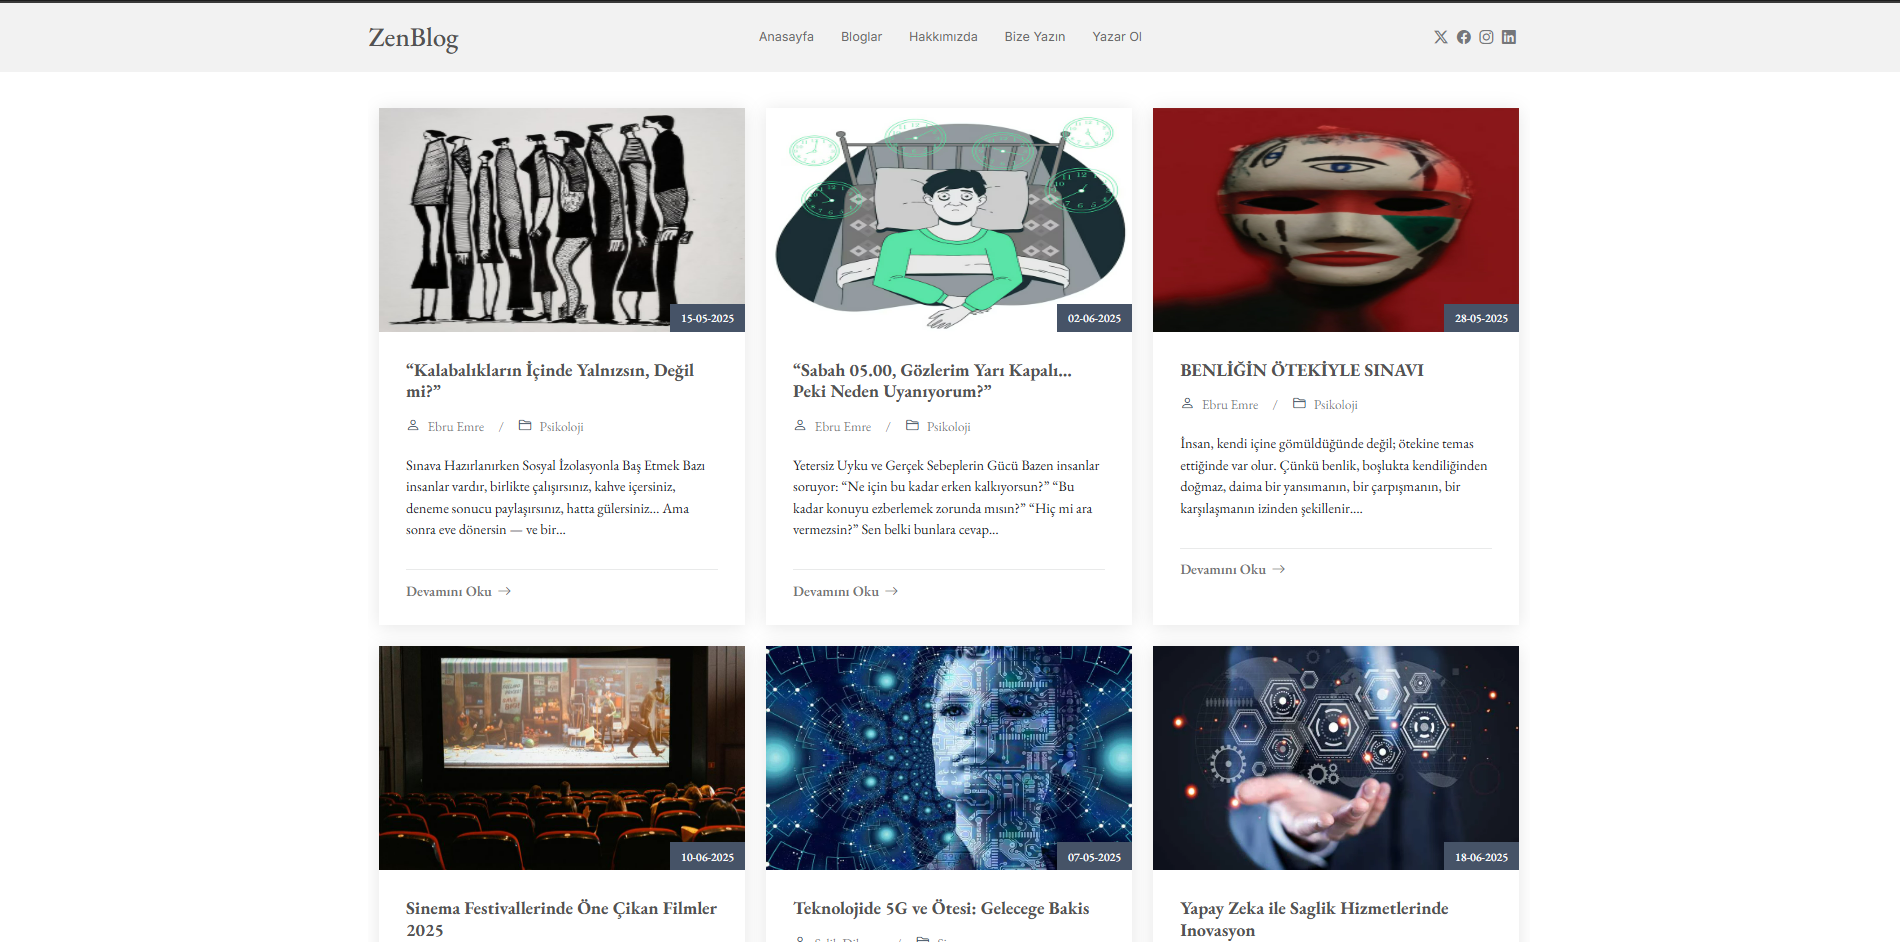 ZenBlog
Anasayfa Bloglar Hakkımızda Bize Yazın Yazar Ol
15-05-2025
“Kalabalıkların İçinde Yalnızsın, Değil
mi?”
Ebru Emre / Psikoloji
Sınava Hazırlanırken Sosyal İzolasyonla Baş Etmek Bazı
insanlar vardır, birlikte çalışırsınız, kahve içersiniz,
deneme sonucu paylaşırsınız, hatta gülersiniz… Ama
sonra eve dönersin — ve bir...
Devamını Oku
02-06-2025
“Sabah 05.00, Gözlerim Yarı Kapalı…
Peki Neden Uyanıyorum?”
Ebru Emre / Psikoloji
Yetersiz Uyku ve Gerçek Sebeplerin Gücü Bazen insanlar
soruyor: “Ne için bu kadar erken kalkıyorsun?” “Bu
kadar konuyu ezberlemek zorunda mısın?” “Hiç mi ara
vermezsin?” Sen belki bunlara cevap...
Devamını Oku
28-05-2025
BENLİĞİN ÖTEKİYLE SINAVI
Ebru Emre / Psikoloji
İnsan, kendi içine gömüldüğünde değil; ötekine temas
ettiğinde var olur. Çünkü benlik, boşlukta kendiliğinden
doğmaz, daima bir yansımanın, bir çarpışmanın, bir
karşılaşmanın izinden şekillenir....
Devamını Oku
10-06-2025
Sinema Festivallerinde Öne Çikan Filmler
2025
07-05-2025
Teknolojide 5G ve Ötesi: Gelecege Bakis
18-06-2025
Yapay Zeka ile Saglik Hizmetlerinde
Inovasyon